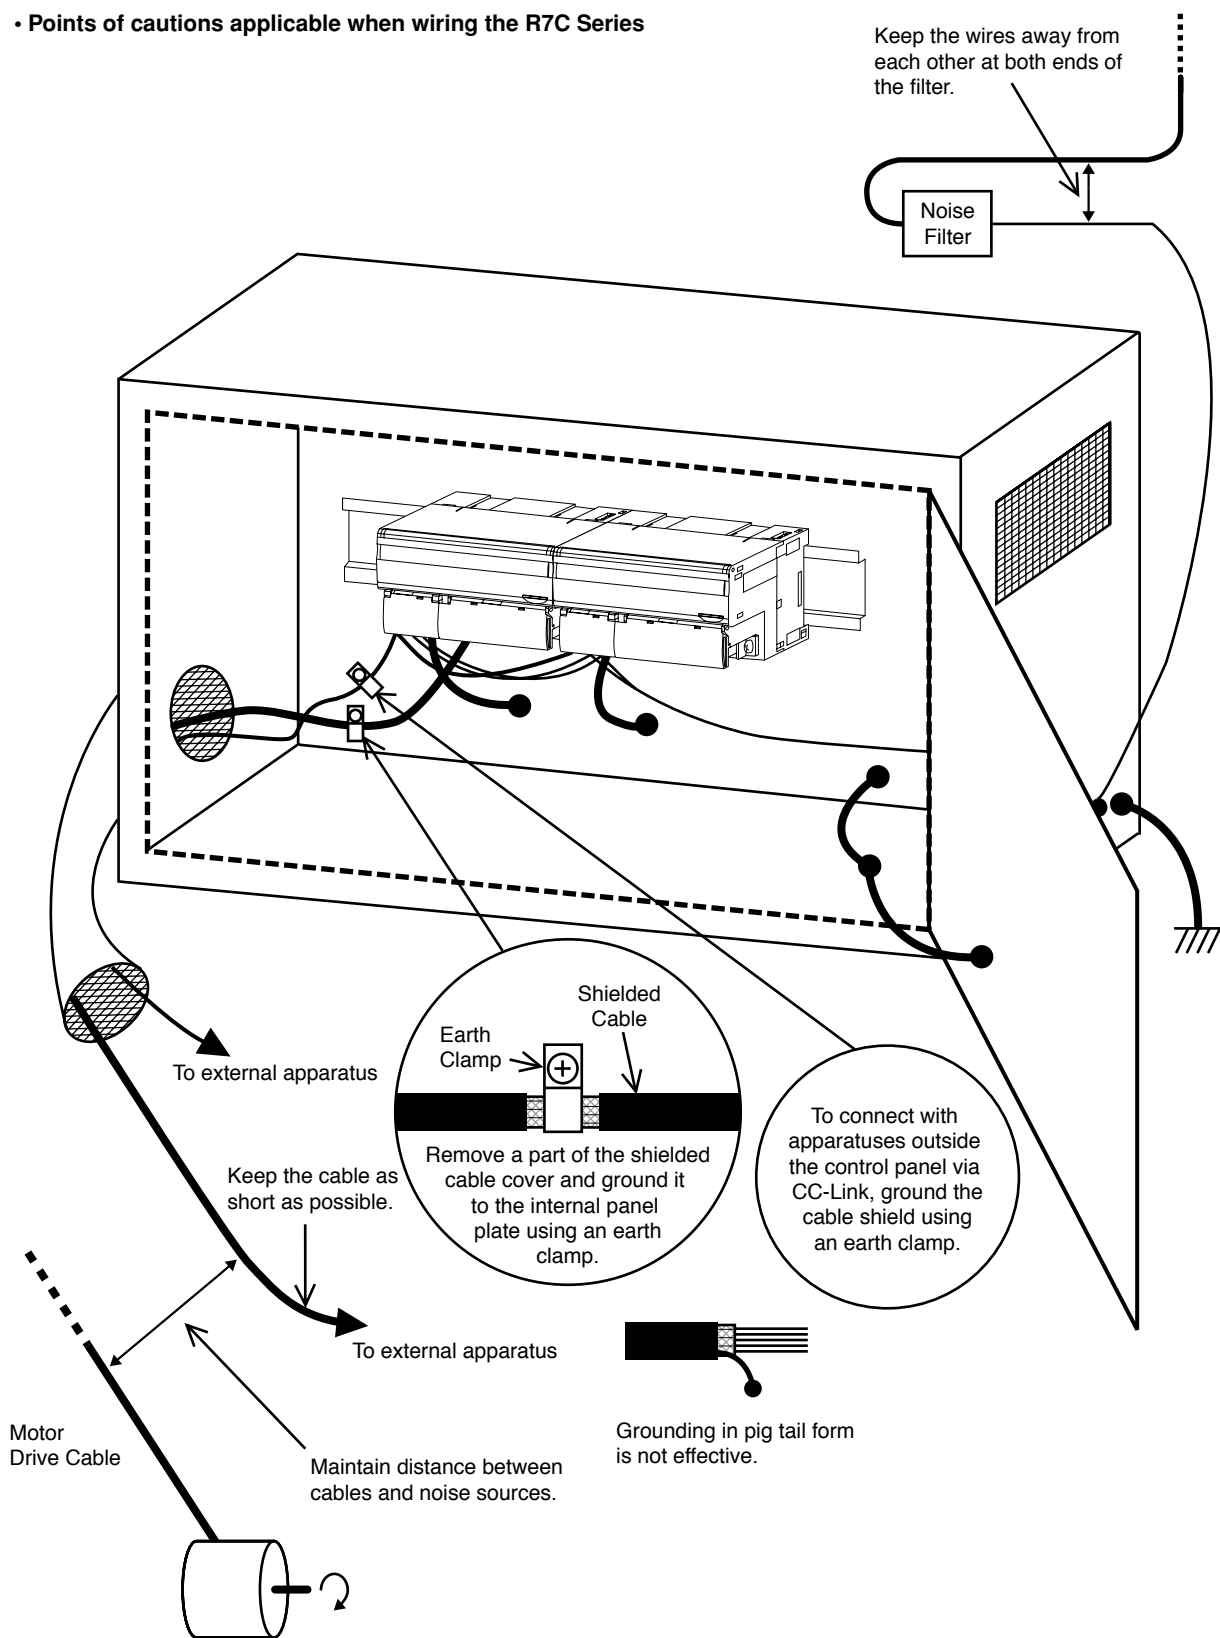 • Points of cautions applicable when wiring the R7C Series
Keep the wires away from
each other at both ends of
the filter.
Noise
Filter
Shielded
Cable
Earth
Clamp
To external apparatus
Remove a part of the shielded
cable cover and ground it
to the internal panel
plate using an earth
clamp.
To connect with
apparatuses outside
the control panel via
CC-Link, ground the
cable shield using
an earth clamp.
Keep the cable as
short as possible.
To external apparatus
Motor
Drive Cable
Maintain distance between
cables and noise sources.
Grounding in pig tail form
is not effective.